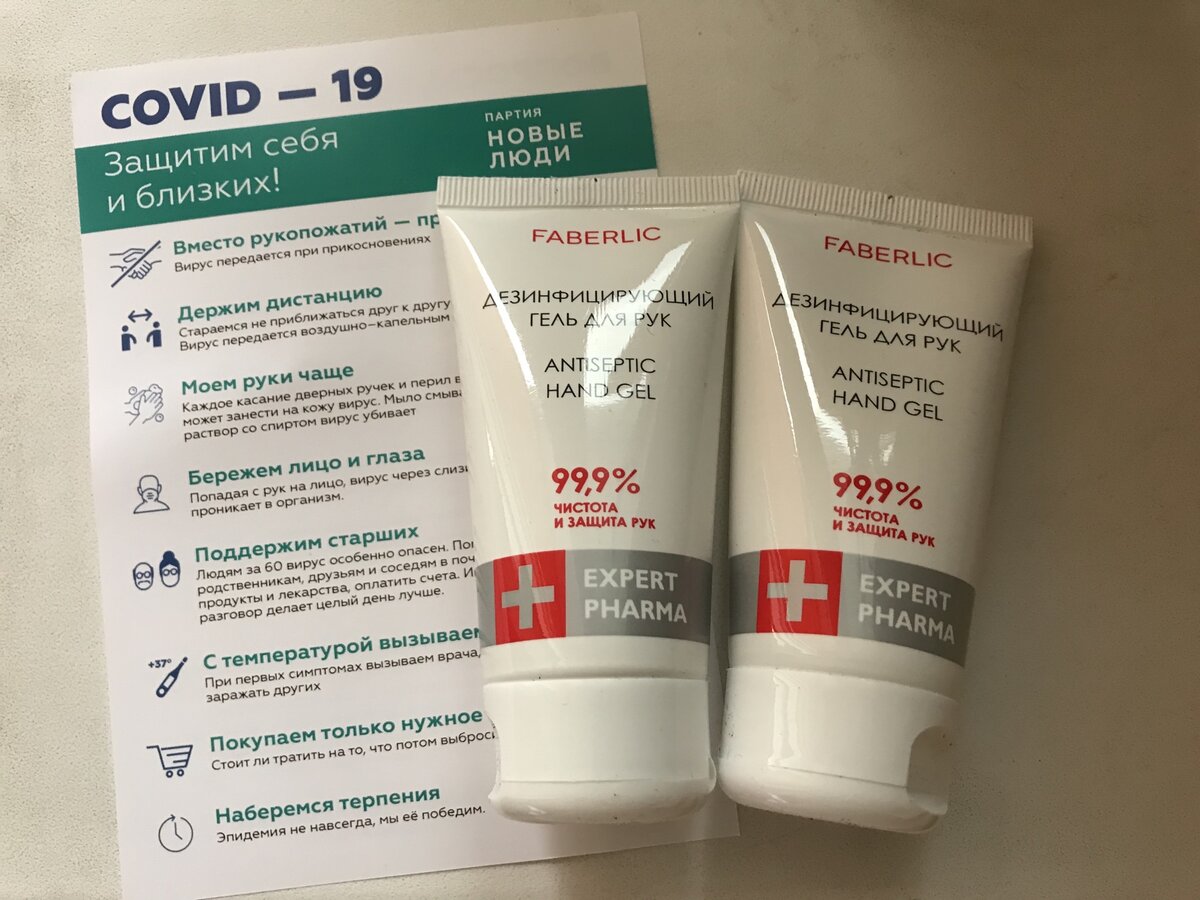 COVID — 19
Защитим себя
и близких!
ПАРТИЯ
НОВЫЕ
ЛЮДИ
Вместо рукопожатий —
Вирус передается при прикосновениях
Держим дистанцию
Стараемся не приближаться друг к другу
Вирус передается воздушно–капельным
Моем руки чаще
Каждое касание дверных ручек и перил
может занести на кожу вирус. Мыло
раствор со спиртом вирус убивает
Бережем лицо и глаза
Попадая с рук на лицо, вирус через
проникает в организм.
Поддержим старших
Людям за 60 вирус особенно опасен.
родственникам, друзьям и соседям в
продукты и лекарства, оплатить счета.
разговор делает целый день лучше.
+37°
С температурой вызываем
При первых симптомах вызываем врача,
заражать других
Покупаем только нужное
Стоит ли тратить на то, что потом
Наберемся терпения
Эпидемия не навсегда, мы её победим.
FABERLIC
ДЕЗИНФИЦИРУЮЩИЙ
ГЕЛЬ ДЛЯ РУК
ANTISEPTIC
HAND GEL
99,9%
ЧИСТОТА
И ЗАЩИТА РУК
EXPERT
PHARMA
FABERLIC
ДЕЗИНФИЦИРУЮЩИЙ
ГЕЛЬ ДЛЯ РУК
ANTISEPTIC
HAND GEL
99,9%
ЧИСТОТА
И ЗАЩИТА РУК
EXPERT
PHARMA